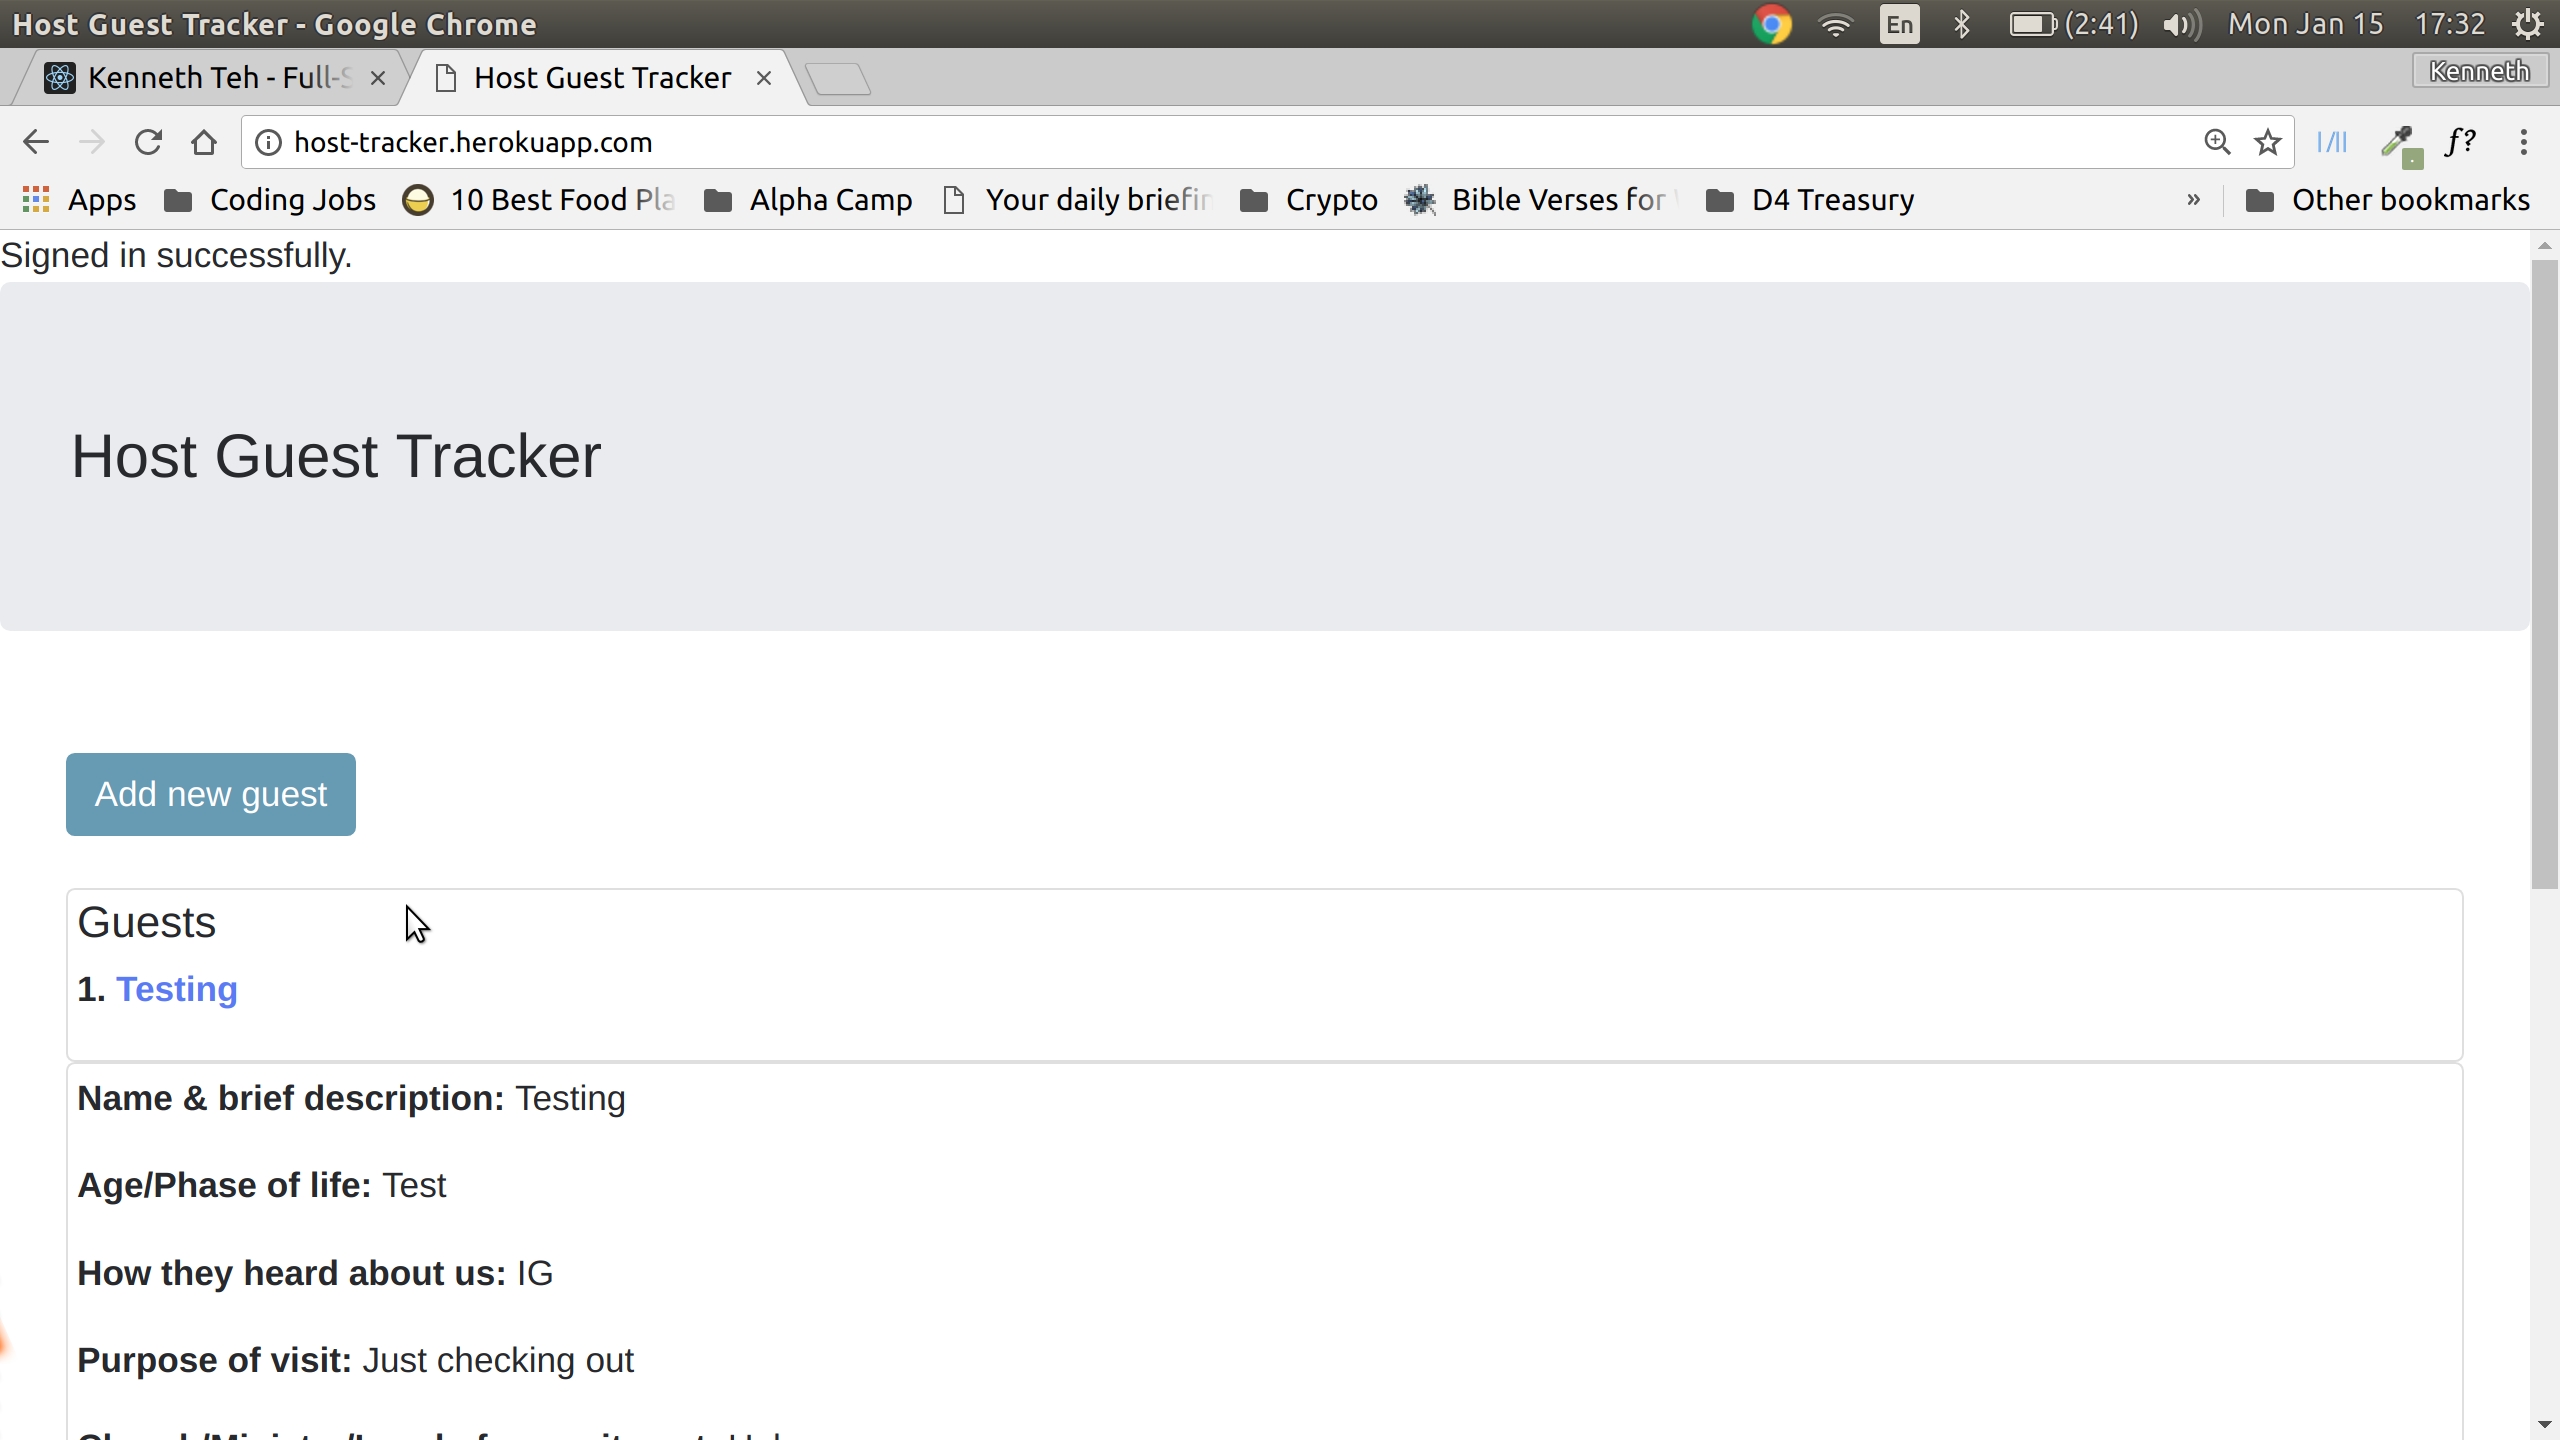 Host Guest Tracker - Google Chrome
En
(2:41)
Mon Jan 15 17:32
Kenneth Teh - Full-S
Host Guest Tracker
Kenneth
host-tracker.herokuapp.com
f?
Apps
Coding Jobs
10 Best Food Pla
Alpha Camp
Your daily briefin
Crypto
Bible Verses for
D4 Treasury
»
Other bookmarks
Signed in successfully.
Host Guest Tracker
Add new guest
Guests
1. Testing
Name & brief description: Testing
Age/Phase of life: Test
How they heard about us: IG
Purpose of visit: Just checking out